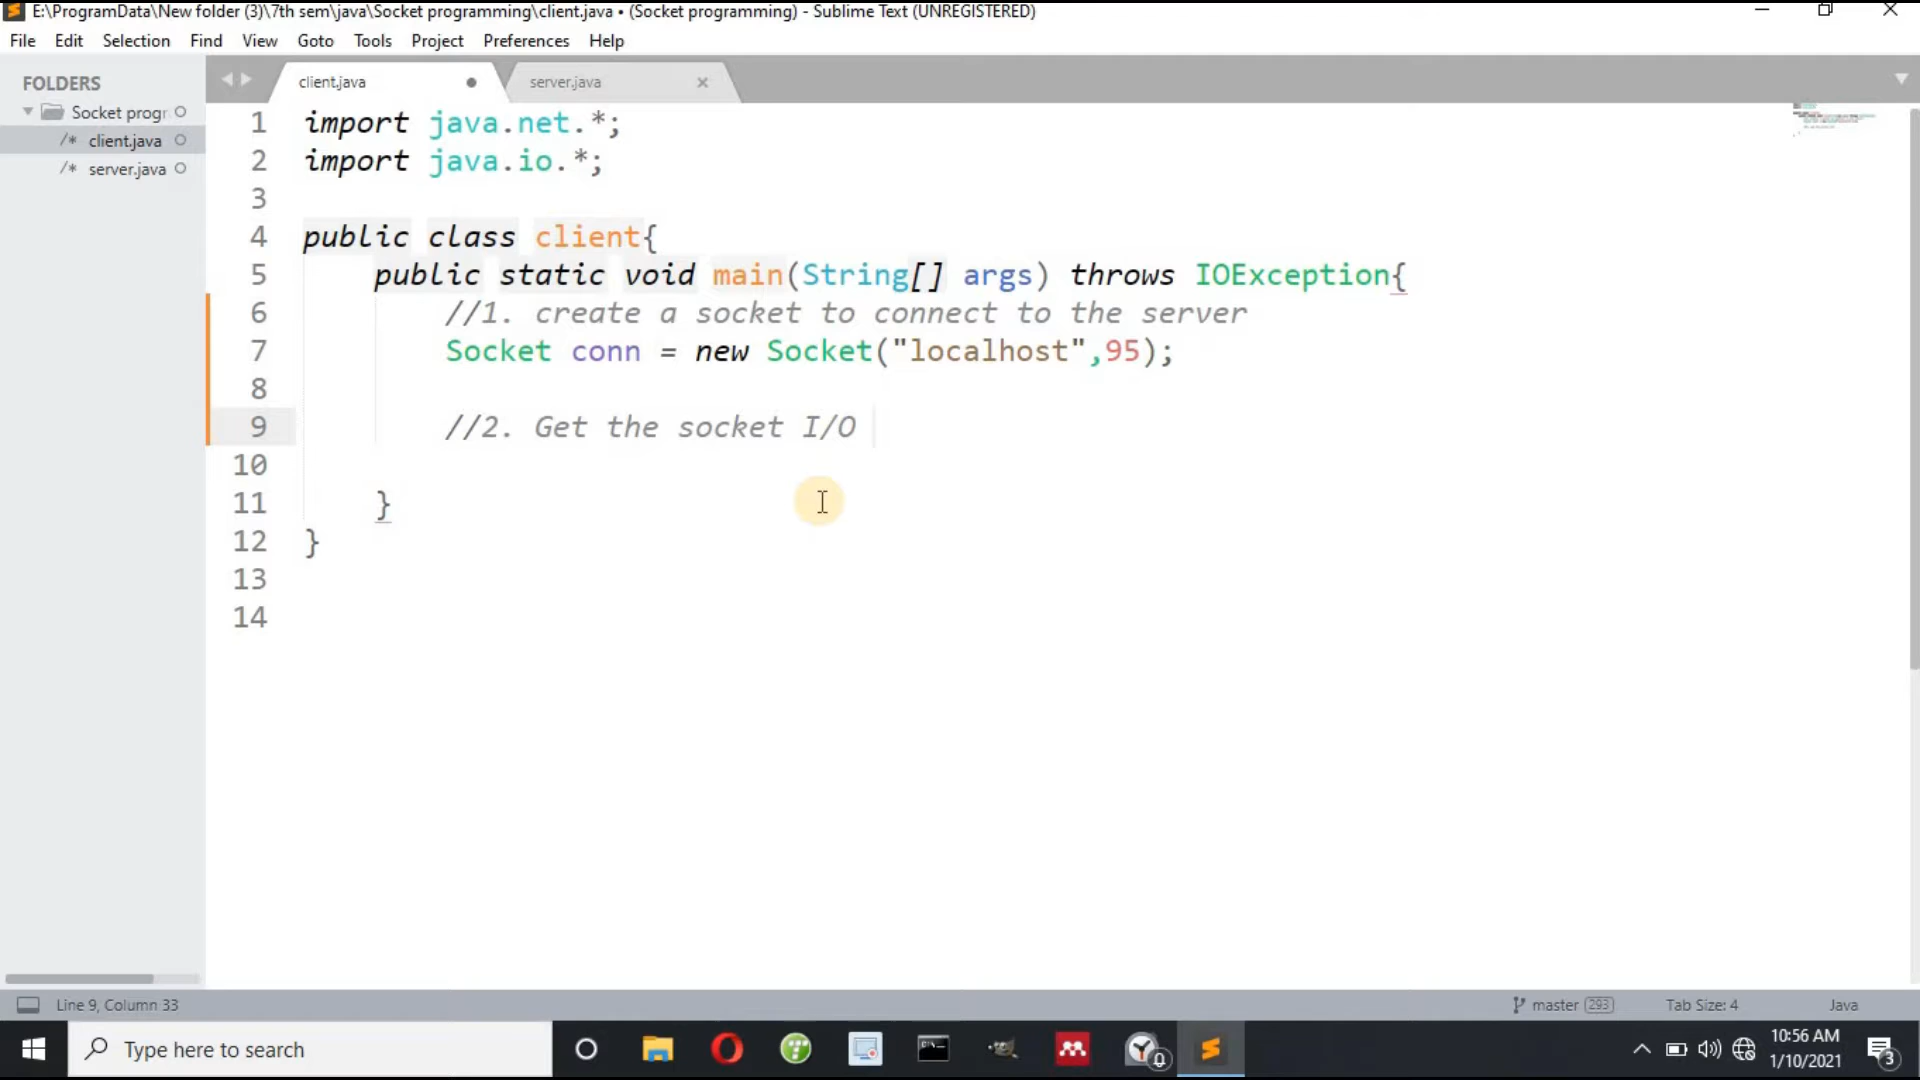 E:\ProgramData\New folder (3)\7th sem\java\Socket programming\client.java • (Socket programming) - Sublime Text (UNREGISTERED)
File Edit Selection Find View Goto Tools Project Preferences Help
FOLDERS
Socket progr
/* client.java
/* server.java
client.java
server.java
1 import java.net.*;
2 import java.io.*;
3
4 public class client{
5 public static void main(String[] args) throws IOException{
6 //1. create a socket to connect to the server
7 Socket conn = new Socket("localhost",95);
8
9 //2. Get the socket I/O
10
11 }
12 }
13
14
Line 9, Column 33
master 293
Tab Size: 4
Java
Type here to search
10:56 AM
1/10/2021
3